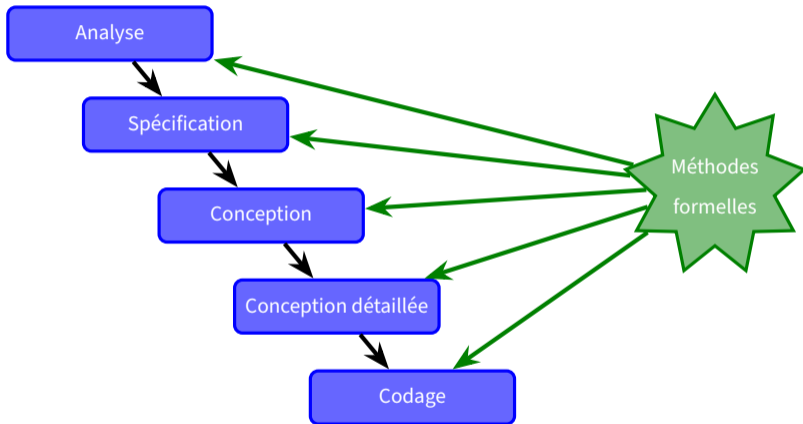 Analyse
Spécification
Méthodes
formelles
Conception
Conception détaillée
Codage